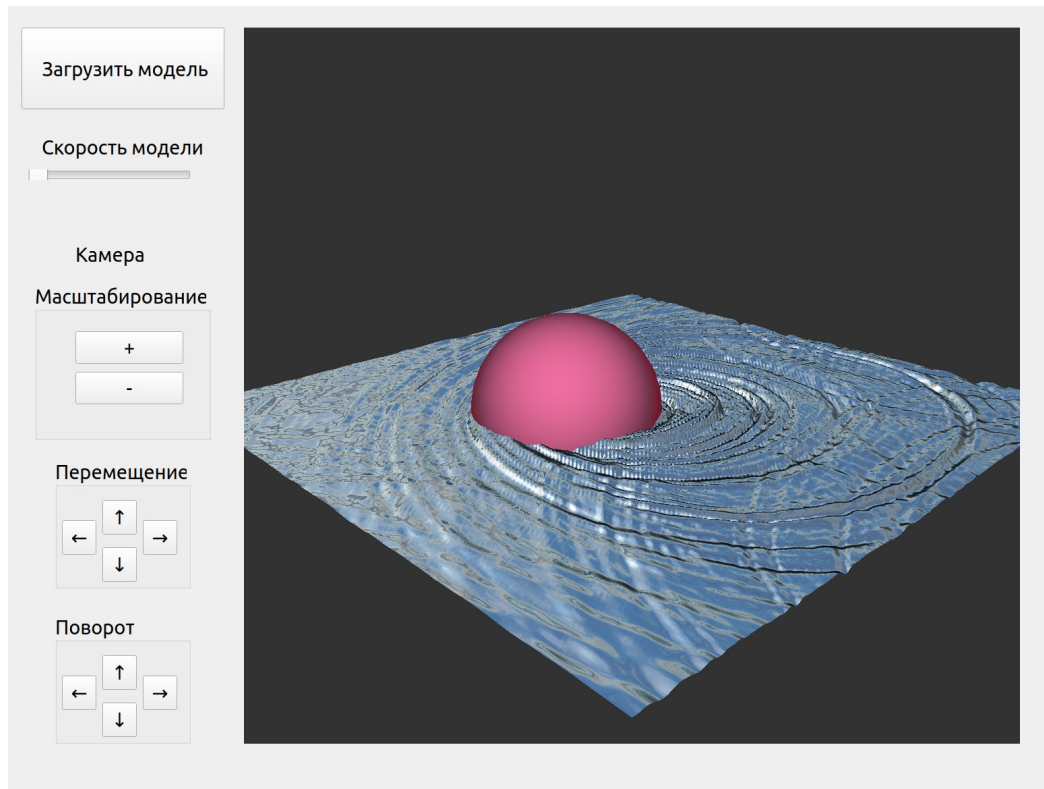 Загрузить модель
Скорость модели
Камера
Масштабирование
+
-
Перемещение
↑
← →
↓
Поворот
↑
← →
↓